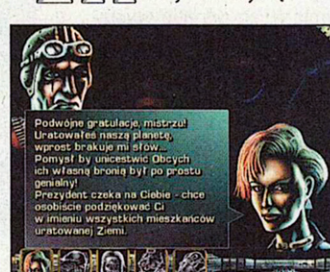 Podwójne gratulacje, mistrzu!
Uratowałeś naszą planetę,
wprost brakuje mi słów...
Pomysł by unicestwić Obcych
ich własną bronią był po prostu
genialny!
Prezydent czeka na Ciebie - chce
osobiście podziękować Ci
w imieniu wszystkich mieszkańców
uratowanej Ziemi.